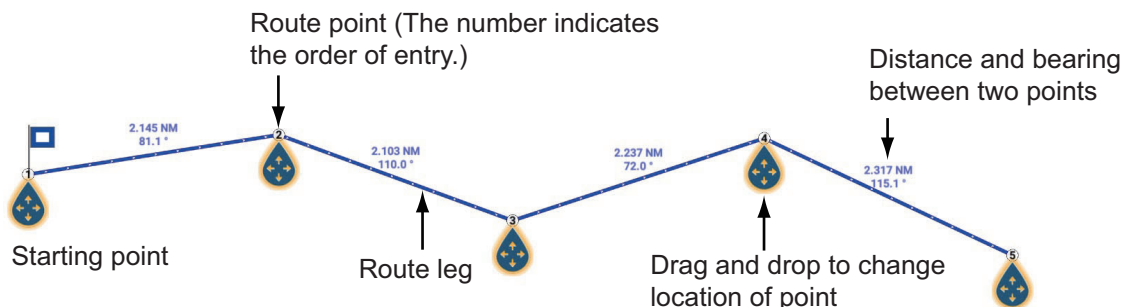 Route point (The number indicates
the order of entry.)
Distance and bearing
between two points
2.145 NM
81.1 °
2
4
2.103 NM
110.0 °
2.237 NM
72.0 °
2.317 NM
115.1 °
1
3
5
Starting point
Route leg
Drag and drop to change
location of point